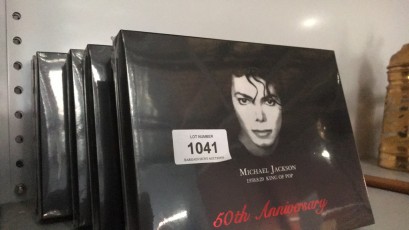 LOT NUMBER
1041
MICHAEL JACKSON
KING OF POP
50th Anniversary